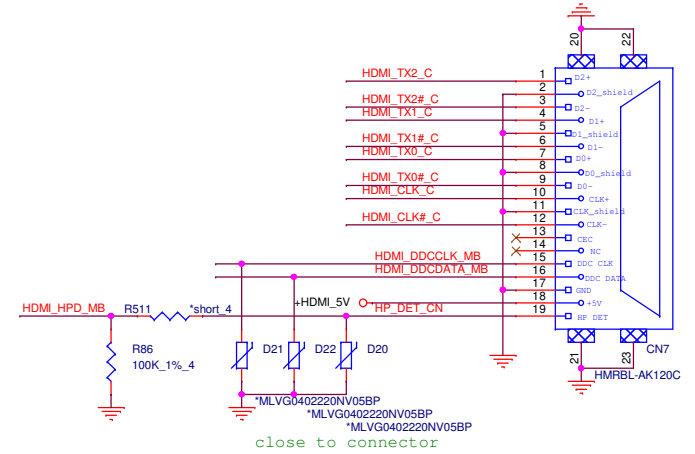 20
22
HDMI_TX2_C
1
D2+
2
D2_shield
HDMI_TX2#_C
3
D2-
HDMI_TX1_C
4
D1+
5
D1_shield
HDMI_TX1#_C
6
D1-
HDMI_TX0_C
7
D0+
8
D0_shield
HDMI_TX0#_C
9
D0-
HDMI_CLK_C
10
CLK+
11
CLK_shield
HDMI_CLK#_C
12
CLK-
13
CEC
14
NC
HDMI_DDCCLK_MB
15
DDC CLK
HDMI_DDCDATA_MB
16
DDC DATA
17
GND
+HDMI_5V
18
+5V
HDMI_HPD_MB
R511
*short_4
HP_DET_CN
19
HP DET
R86
100K_1%_4
D21
D22
D20
21
23
CN7
HMRBL-AK120C
*MLVG0402220NV05BP
*MLVG0402220NV05BP
*MLVG0402220NV05BP
close to connector